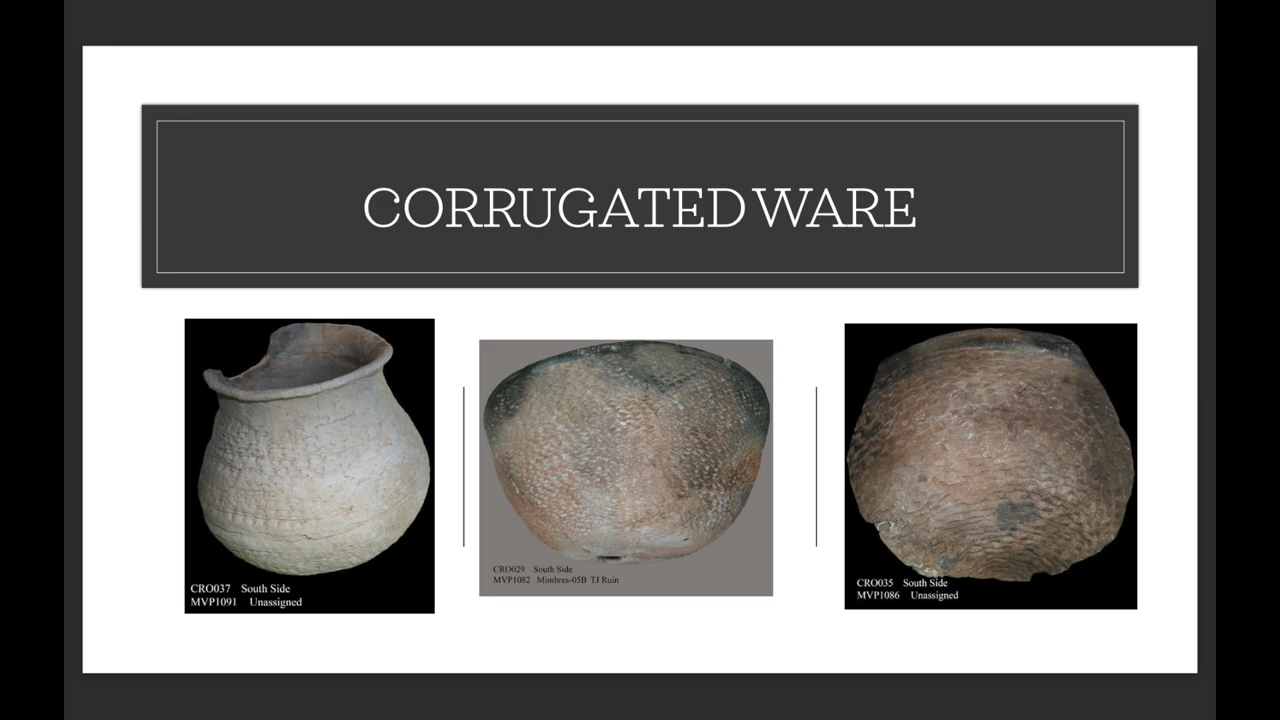 CORRUGATED WARE
CRO037 South Side
MVP1091 Unassigned
CRO029 South Side
MVP1082 Mimbres-05B TJ Ruin
CRO035 South Side
MVP1086 Unassigned